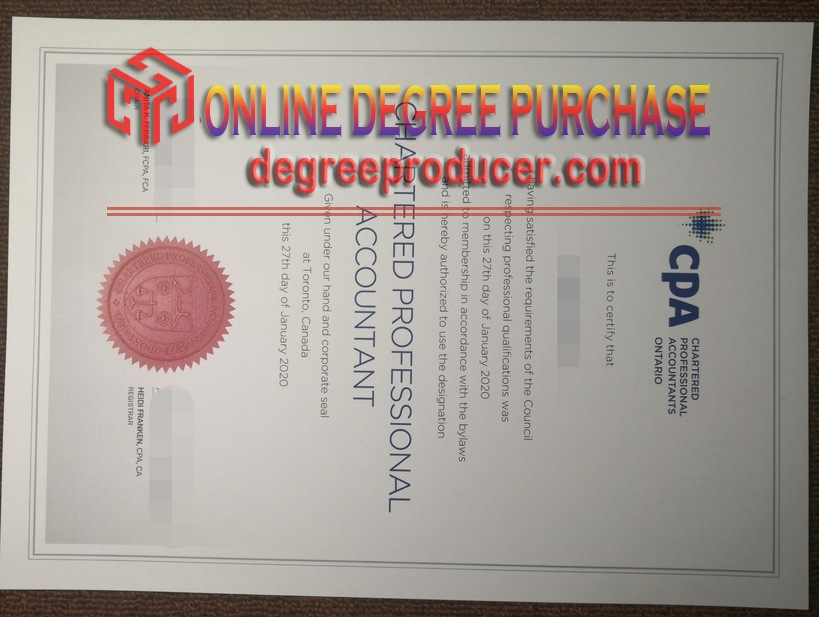 ONLINE DEGREE PURCHASE
degreeproducer.com
cpa
CHARTERED
PROFESSIONAL
ACCOUNTANTS
ONTARIO
This is to certify that
having satisfied the requirements of the Council
respecting professional qualifications was
on this 27th day of January 2020
admitted to membership in accordance with the bylaws
and is hereby authorized to use the designation
CHARTERED PROFESSIONAL
ACCOUNTANT
Given under our hand and corporate seal
at Toronto, Canada
this 27th day of January 2020
ANITA K. FERRARI, FCPA, FCA
CHAIR
HEIDI FRANKEN, CPA, CA
REGISTRAR